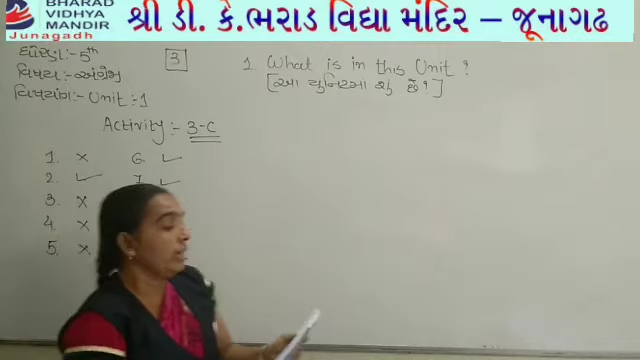 BHARAD
VIDHYA
MANDIR
Junagadh
શ્રી ડી. કે.ભરાડ વિદ્યા મંદિર – જૂનાગઢ
ધોરણ:- 5th
3
વિષય:- અંગ્રેજી
વિષયાંગ:- Unit:-1
Activity:- 3-C
1. ×
2. ✓
3. ×
4. ×
5. ×
6. ✓
7. ✓
1 What is in this Unit?
[આ યુનિટમા શું છે?]